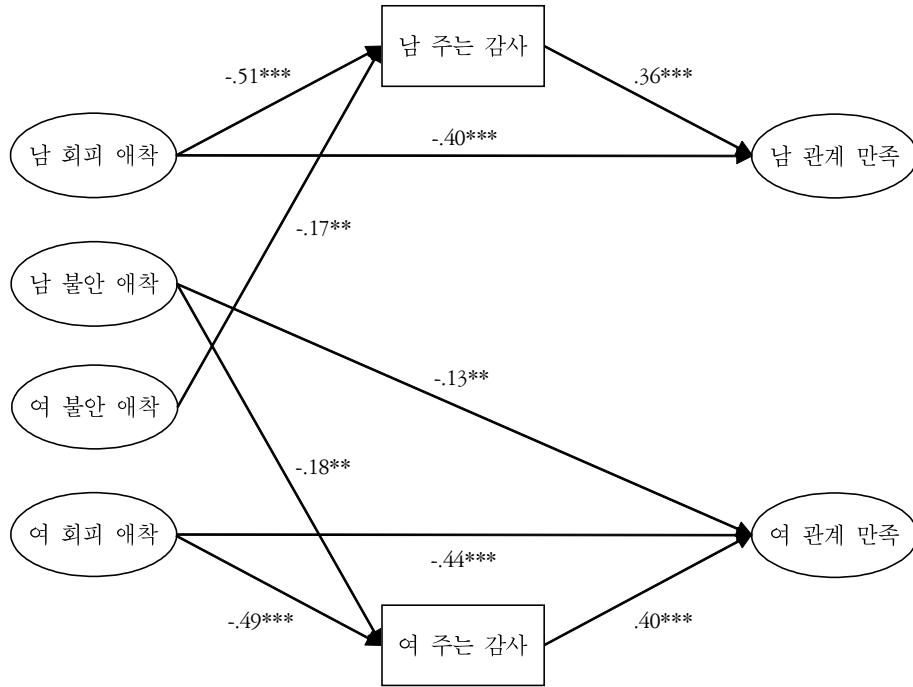 남 주는 감사
-.51***
.36***
-.40***
남 회피 애착
남 관계 만족
-.17**
남 불안 애착
-.13**
여 불안 애착
-.18**
여 회피 애착
여 관계 만족
-.44***
-.49***
.40***
여 주는 감사